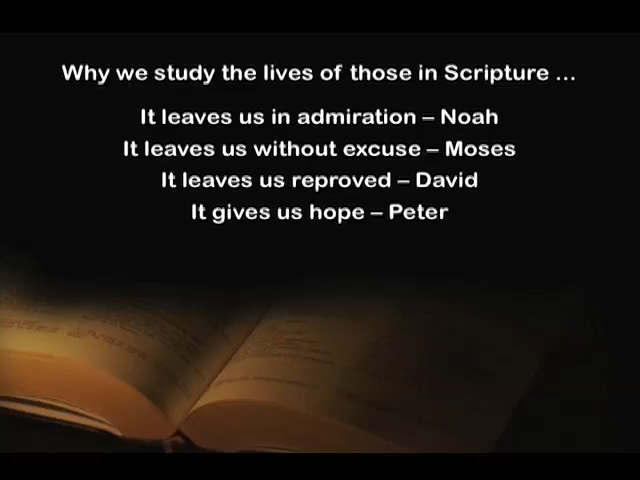 Why we study the lives of those in Scripture ...
It leaves us in admiration – Noah
It leaves us without excuse – Moses
It leaves us reproved – David
It gives us hope – Peter